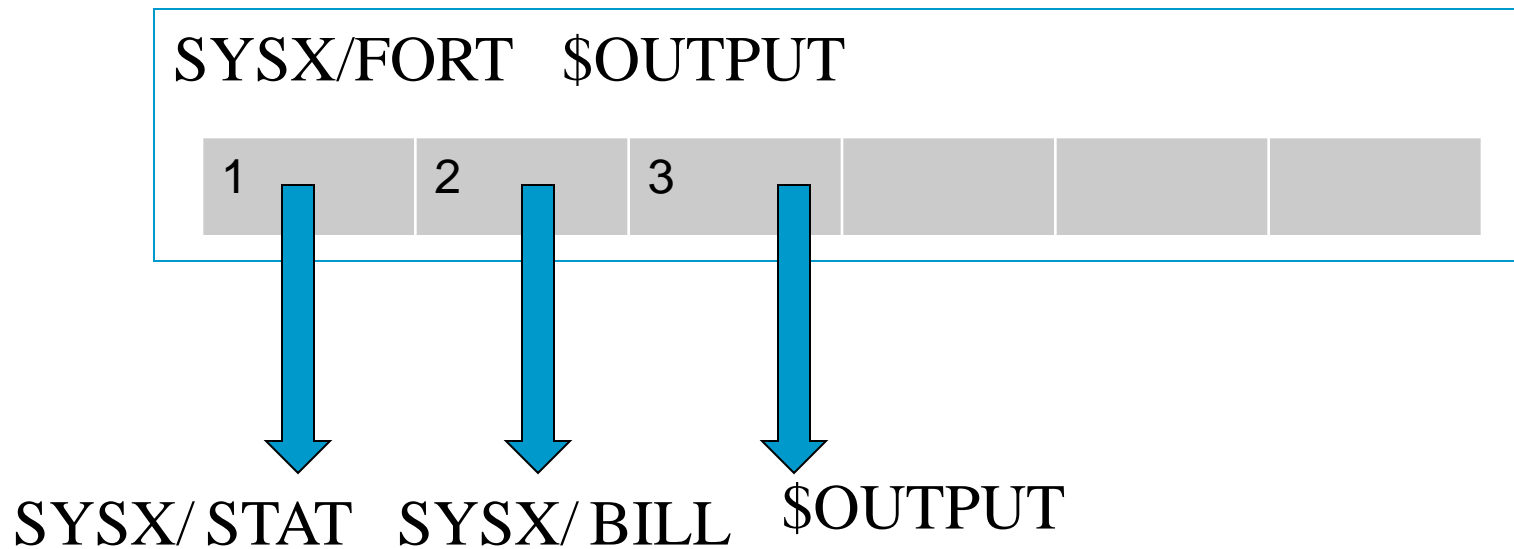 SYSX/FORT $OUTPUT
1 2 3
SYSX/ STAT SYSX/ BILL $OUTPUT